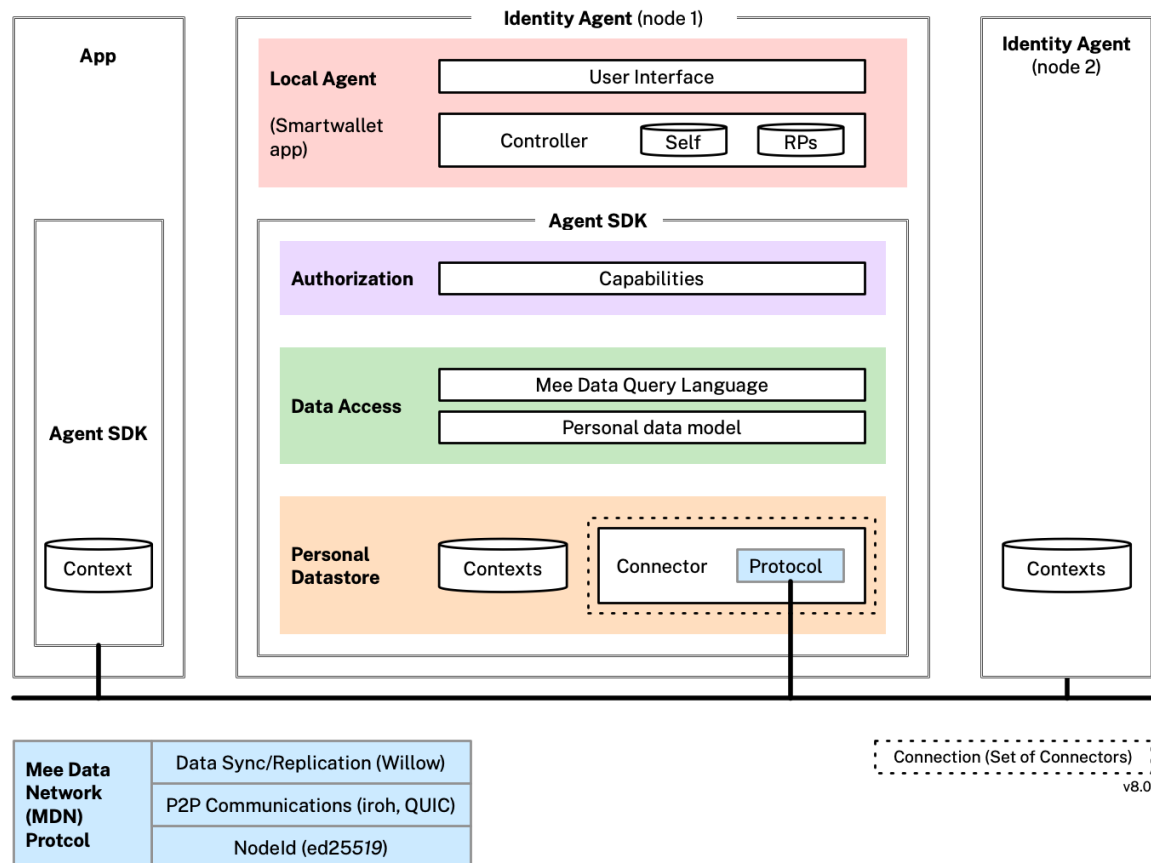 App
Identity Agent (node 1)
Identity Agent
(node 2)
Local Agent
(Smartwallet
app)
User Interface
Controller
Self
RPs
Agent SDK
Authorization
Capabilities
Data Access
Mee Data Query Language
Personal data model
Agent SDK
Personal
Datastore
Context
Contexts
Connector
Protocol
Contexts
Mee Data
Network
(MDN)
Protcol
Data Sync/Replication (Willow)
P2P Communications (iroh, QUIC)
NodeId (ed25519)
Connection (Set of Connectors)
v8.0